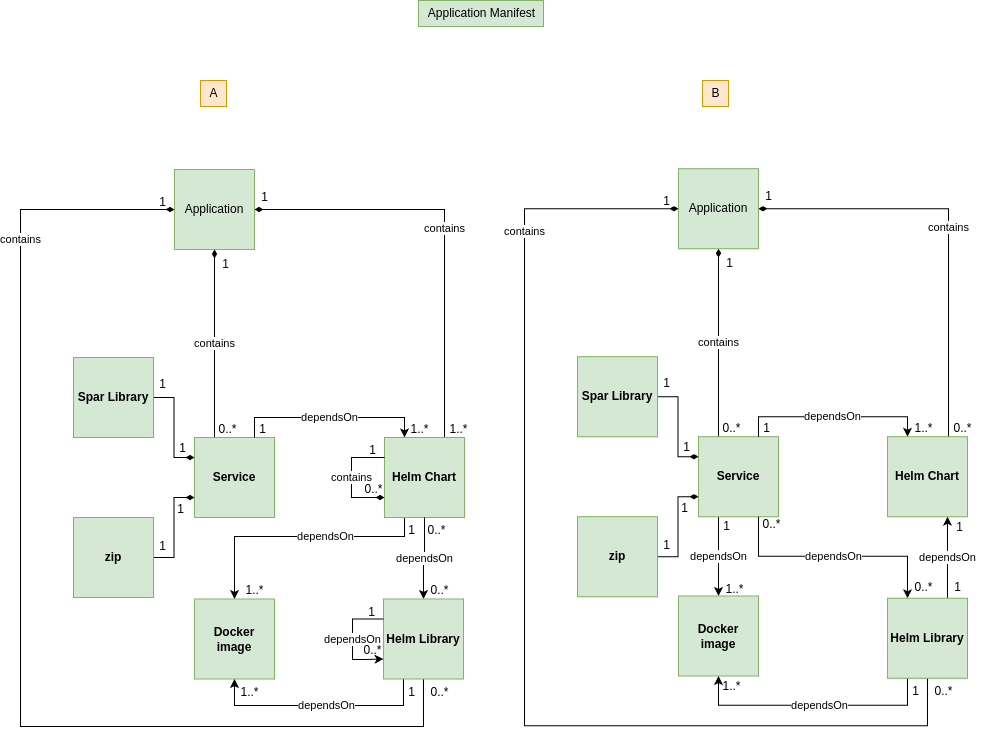 Application Manifest
A
B
Application
1
1
1
contains
contains
contains
Spar Library
1
1
0..*
1
dependsOn
1..*
1..*
Service
Helm Chart
1
contains
0..*
zip
1
1
1
0..*
dependsOn
dependsOn
1..*
0..*
Docker
image
Helm Library
1
dependsOn
0..*
1..*
1
0..*
dependsOn
Application
1
1
1
contains
contains
contains
Spar Library
1
1
0..*
1
dependsOn
1..*
0..*
Service
Helm Chart
zip
1
1
1
0..*
1
dependsOn
dependsOn
dependsOn
1..*
0..*
1
Docker
image
Helm Library
1..*
1
0..*
dependsOn